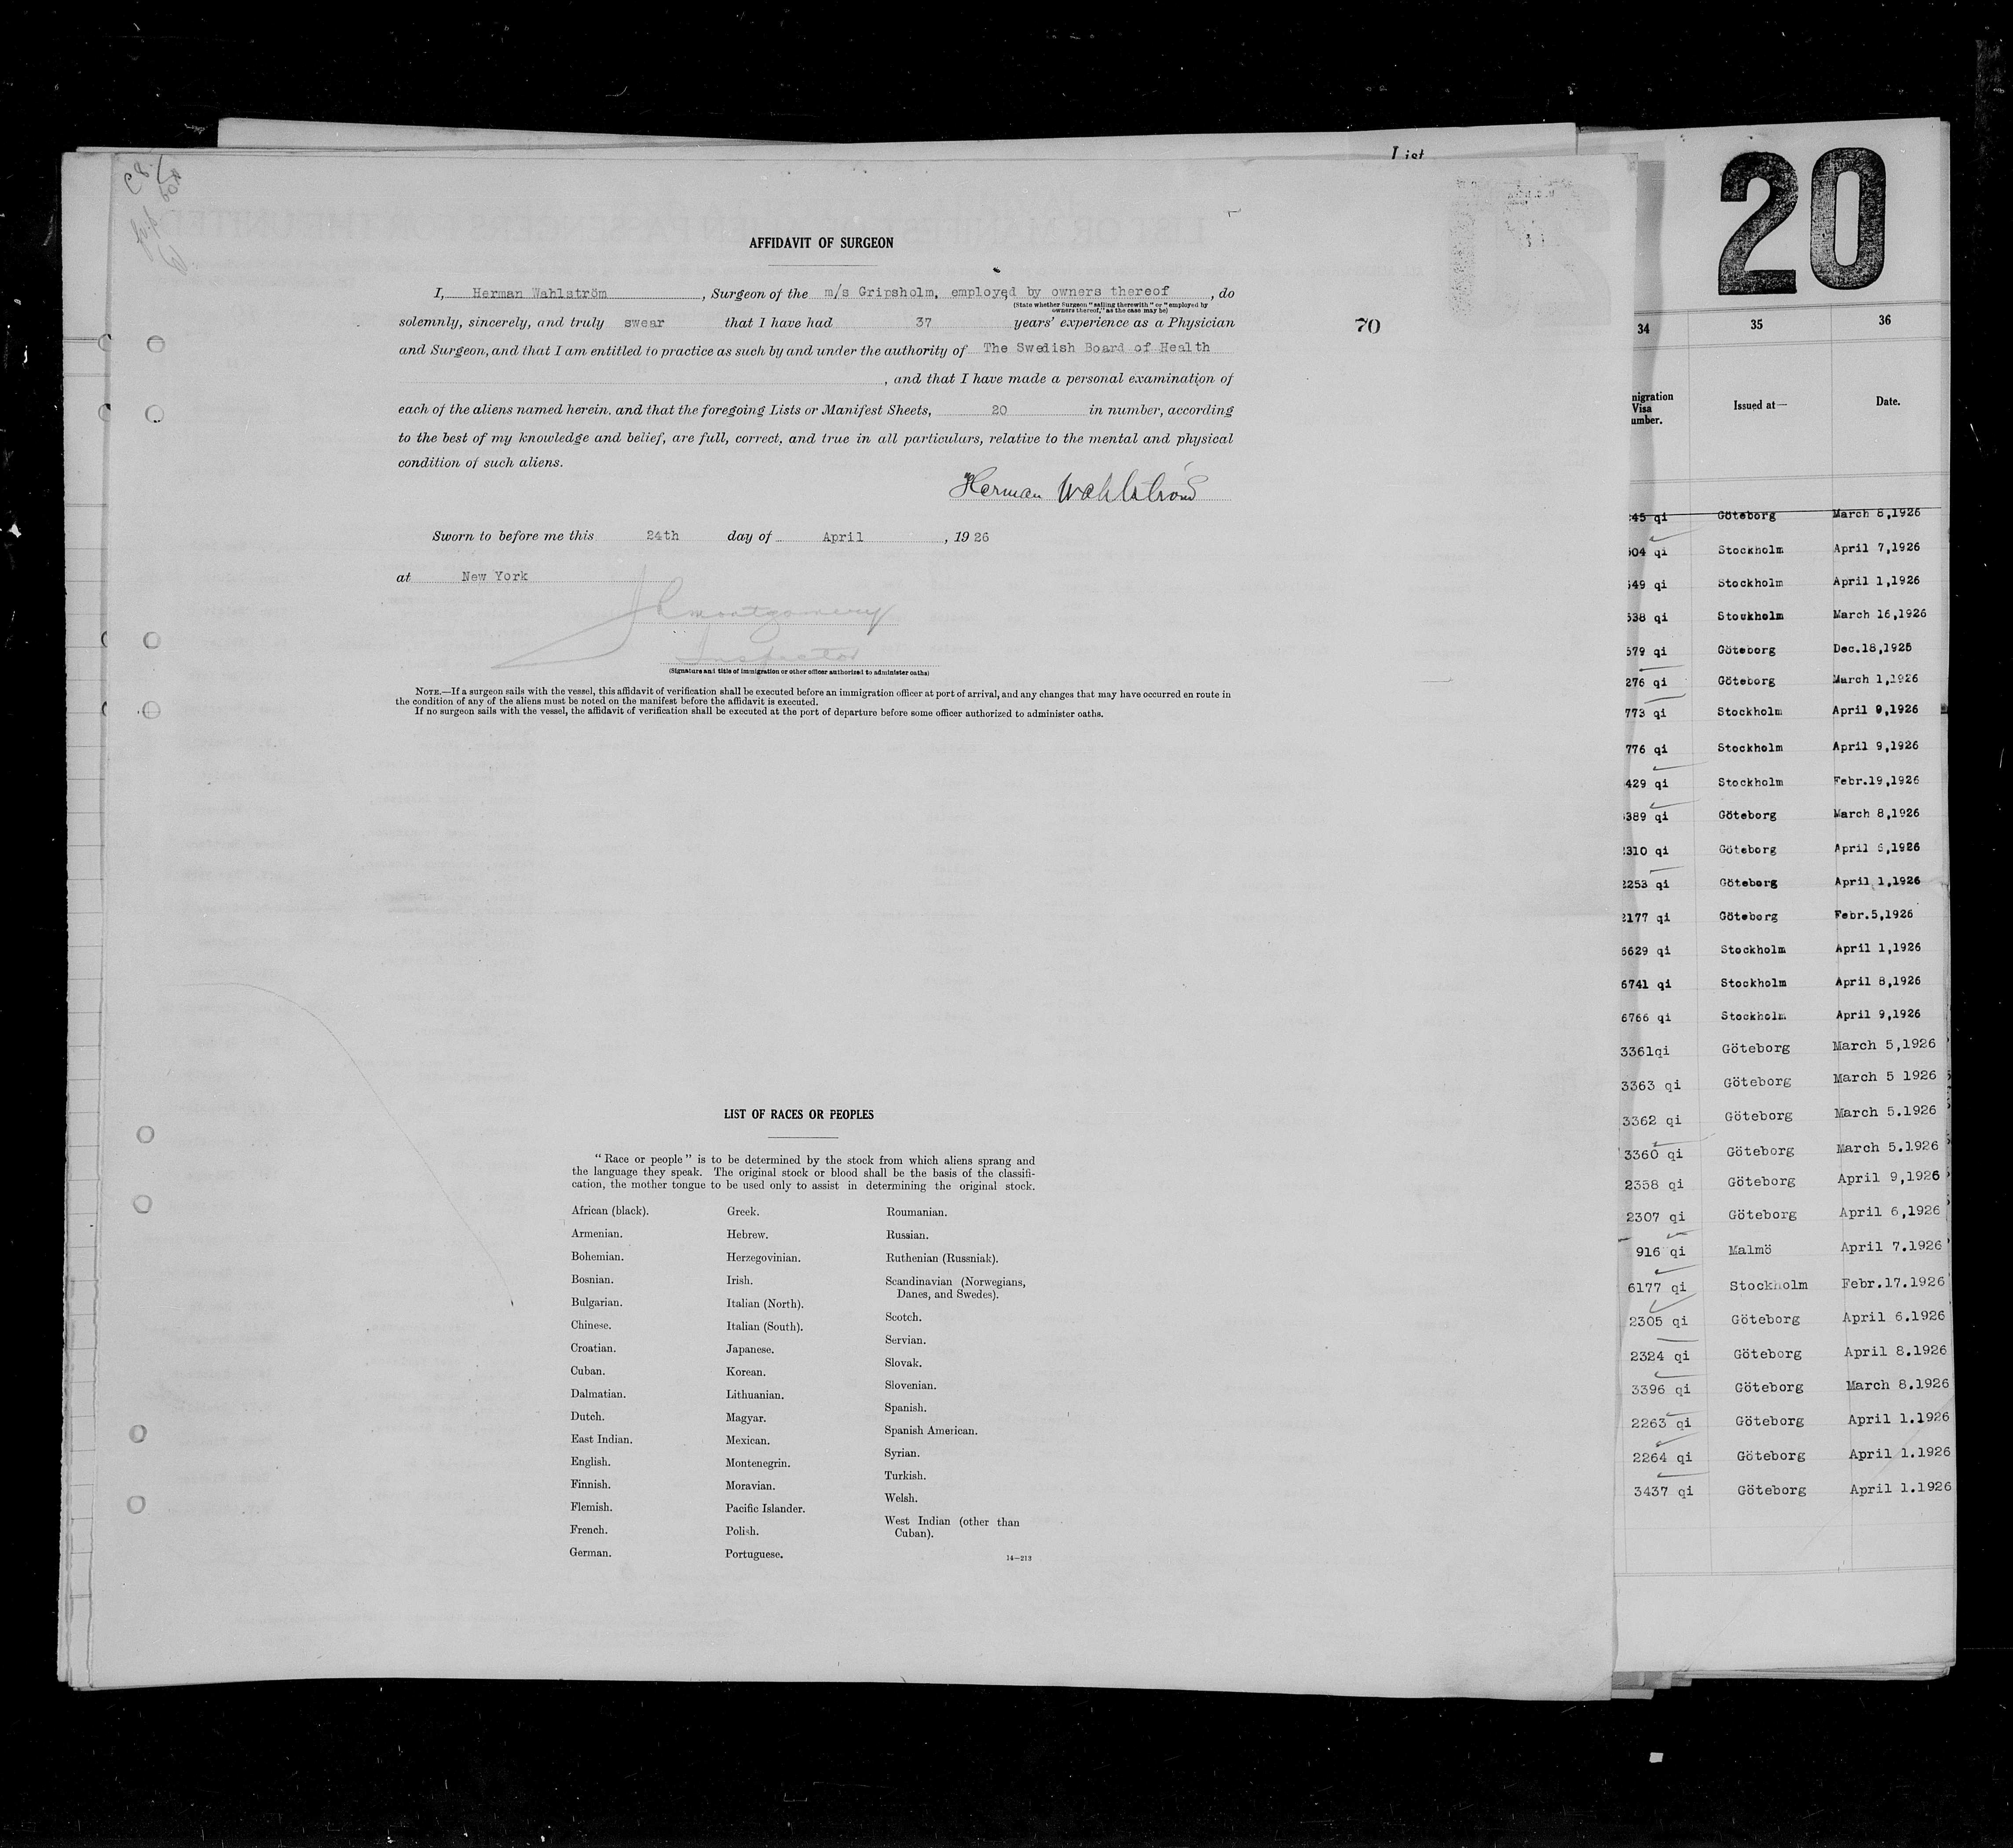 List
20
AFFIDAVIT OF SURGEON
I, Herman Wahlström, Surgeon of the m/s Gripsholm, employed by owners thereof, do
(State whether Surgeon "sailing therewith" or "employed by
owners thereof," as the case may be)
solemnly, sincerely, and truly swear that I have had 37 years' experience as a Physician
70
and Surgeon, and that I am entitled to practice as such by and under the authority of The Swedish Board of Health
, and that I have made a personal examination of
each of the aliens named herein, and that the foregoing Lists or Manifest Sheets, 20 in number, according
to the best of my knowledge and belief, are full, correct, and true in all particulars, relative to the mental and physical
condition of such aliens.
Herman Wahlström
Sworn to before me this 24th day of April, 1926
at New York
Montgomery
Inspector
(Signature and title of immigration or other officer authorized to administer oaths)
NOTE.—If a surgeon sails with the vessel, this affidavit of verification shall be executed before an immigration officer at port of arrival, and any changes that may have occurred en route in
the condition of any of the aliens must be noted on the manifest before the affidavit is executed.
If no surgeon sails with the vessel, the affidavit of verification shall be executed at the port of departure before some officer authorized to administer oaths.
LIST OF RACES OR PEOPLES
"Race or people" is to be determined by the stock from which aliens sprang and
the language they speak. The original stock or blood shall be the basis of the classifi-
cation, the mother tongue to be used only to assist in determining the original stock.
African (black).
Armenian.
Bohemian.
Bosnian.
Bulgarian.
Chinese.
Croatian.
Cuban.
Dalmatian.
Dutch.
East Indian.
English.
Finnish.
Flemish.
French.
German.
Greek.
Hebrew.
Herzegovinian.
Irish.
Italian (North).
Italian (South).
Japanese.
Korean.
Lithuanian.
Magyar.
Mexican.
Montenegrin.
Moravian.
Pacific Islander.
Polish.
Portuguese.
Roumanian.
Russian.
Ruthenian (Russniak).
Scandinavian (Norwegians,
Danes, and Swedes).
Scotch.
Servian.
Slovak.
Slovenian.
Spanish.
Spanish American.
Syrian.
Turkish.
Welsh.
West Indian (other than
Cuban).
14—213
34 35 36
nigration
Visa
umber.
Issued at—
Date.
45 qi Göteborg March 8,1926
504 qi Stockholm April 7,1926
549 qi Stockholm April 1,1926
538 qi Stockholm March 16,1926
579 qi Göteborg Dec.18,1925
276 qi Göteborg March 1,1926
773 qi Stockholm April 9,1926
776 qi Stockholm April 9,1926
429 qi Stockholm Febr.19,1926
389 qi Göteborg March 8,1926
310 qi Göteborg April 6,1926
2253 qi Göteborg April 1,1926
2177 qi Göteborg Febr.5,1926
6629 qi Stockholm April 1,1926
6741 qi Stockholm April 8,1926
6766 qi Stockholm April 9,1926
3361qi Göteborg March 5,1926
3363 qi Göteborg March 5 1926
3362 qi Göteborg March 5.1926
3360 qi Göteborg March 5.1926
2358 qi Göteborg April 9,1926
2307 qi Göteborg April 6,1926
916 qi Malmö April 7.1926
6177 qi Stockholm Febr.17.1926
2305 qi Göteborg April 6.1926
2324 qi Göteborg April 8.1926
3396 qi Göteborg March 8.1926
2263 qi Göteborg April 1.1926
2264 qi Göteborg April 1.1926
3437 qi Göteborg April 1.1926